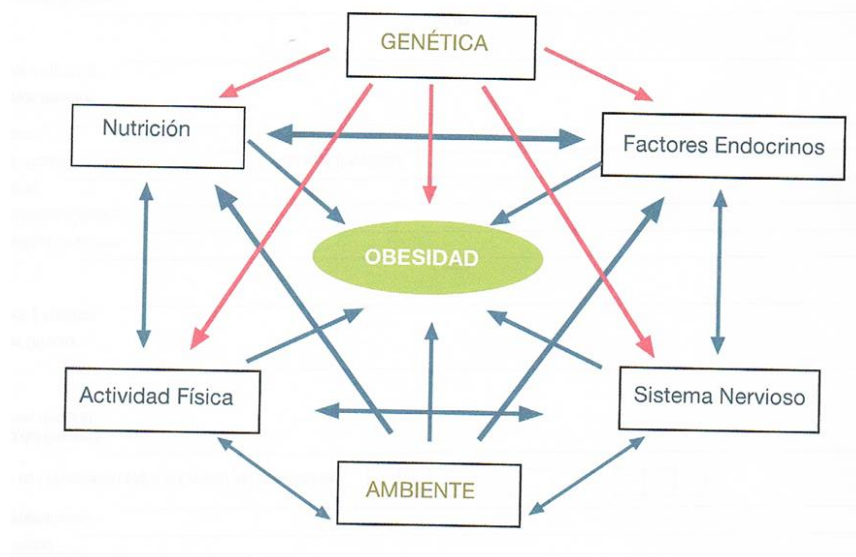 GENÉTICA
Nutrición
Factores Endocrinos
OBESIDAD
Actividad Física
Sistema Nervioso
AMBIENTE